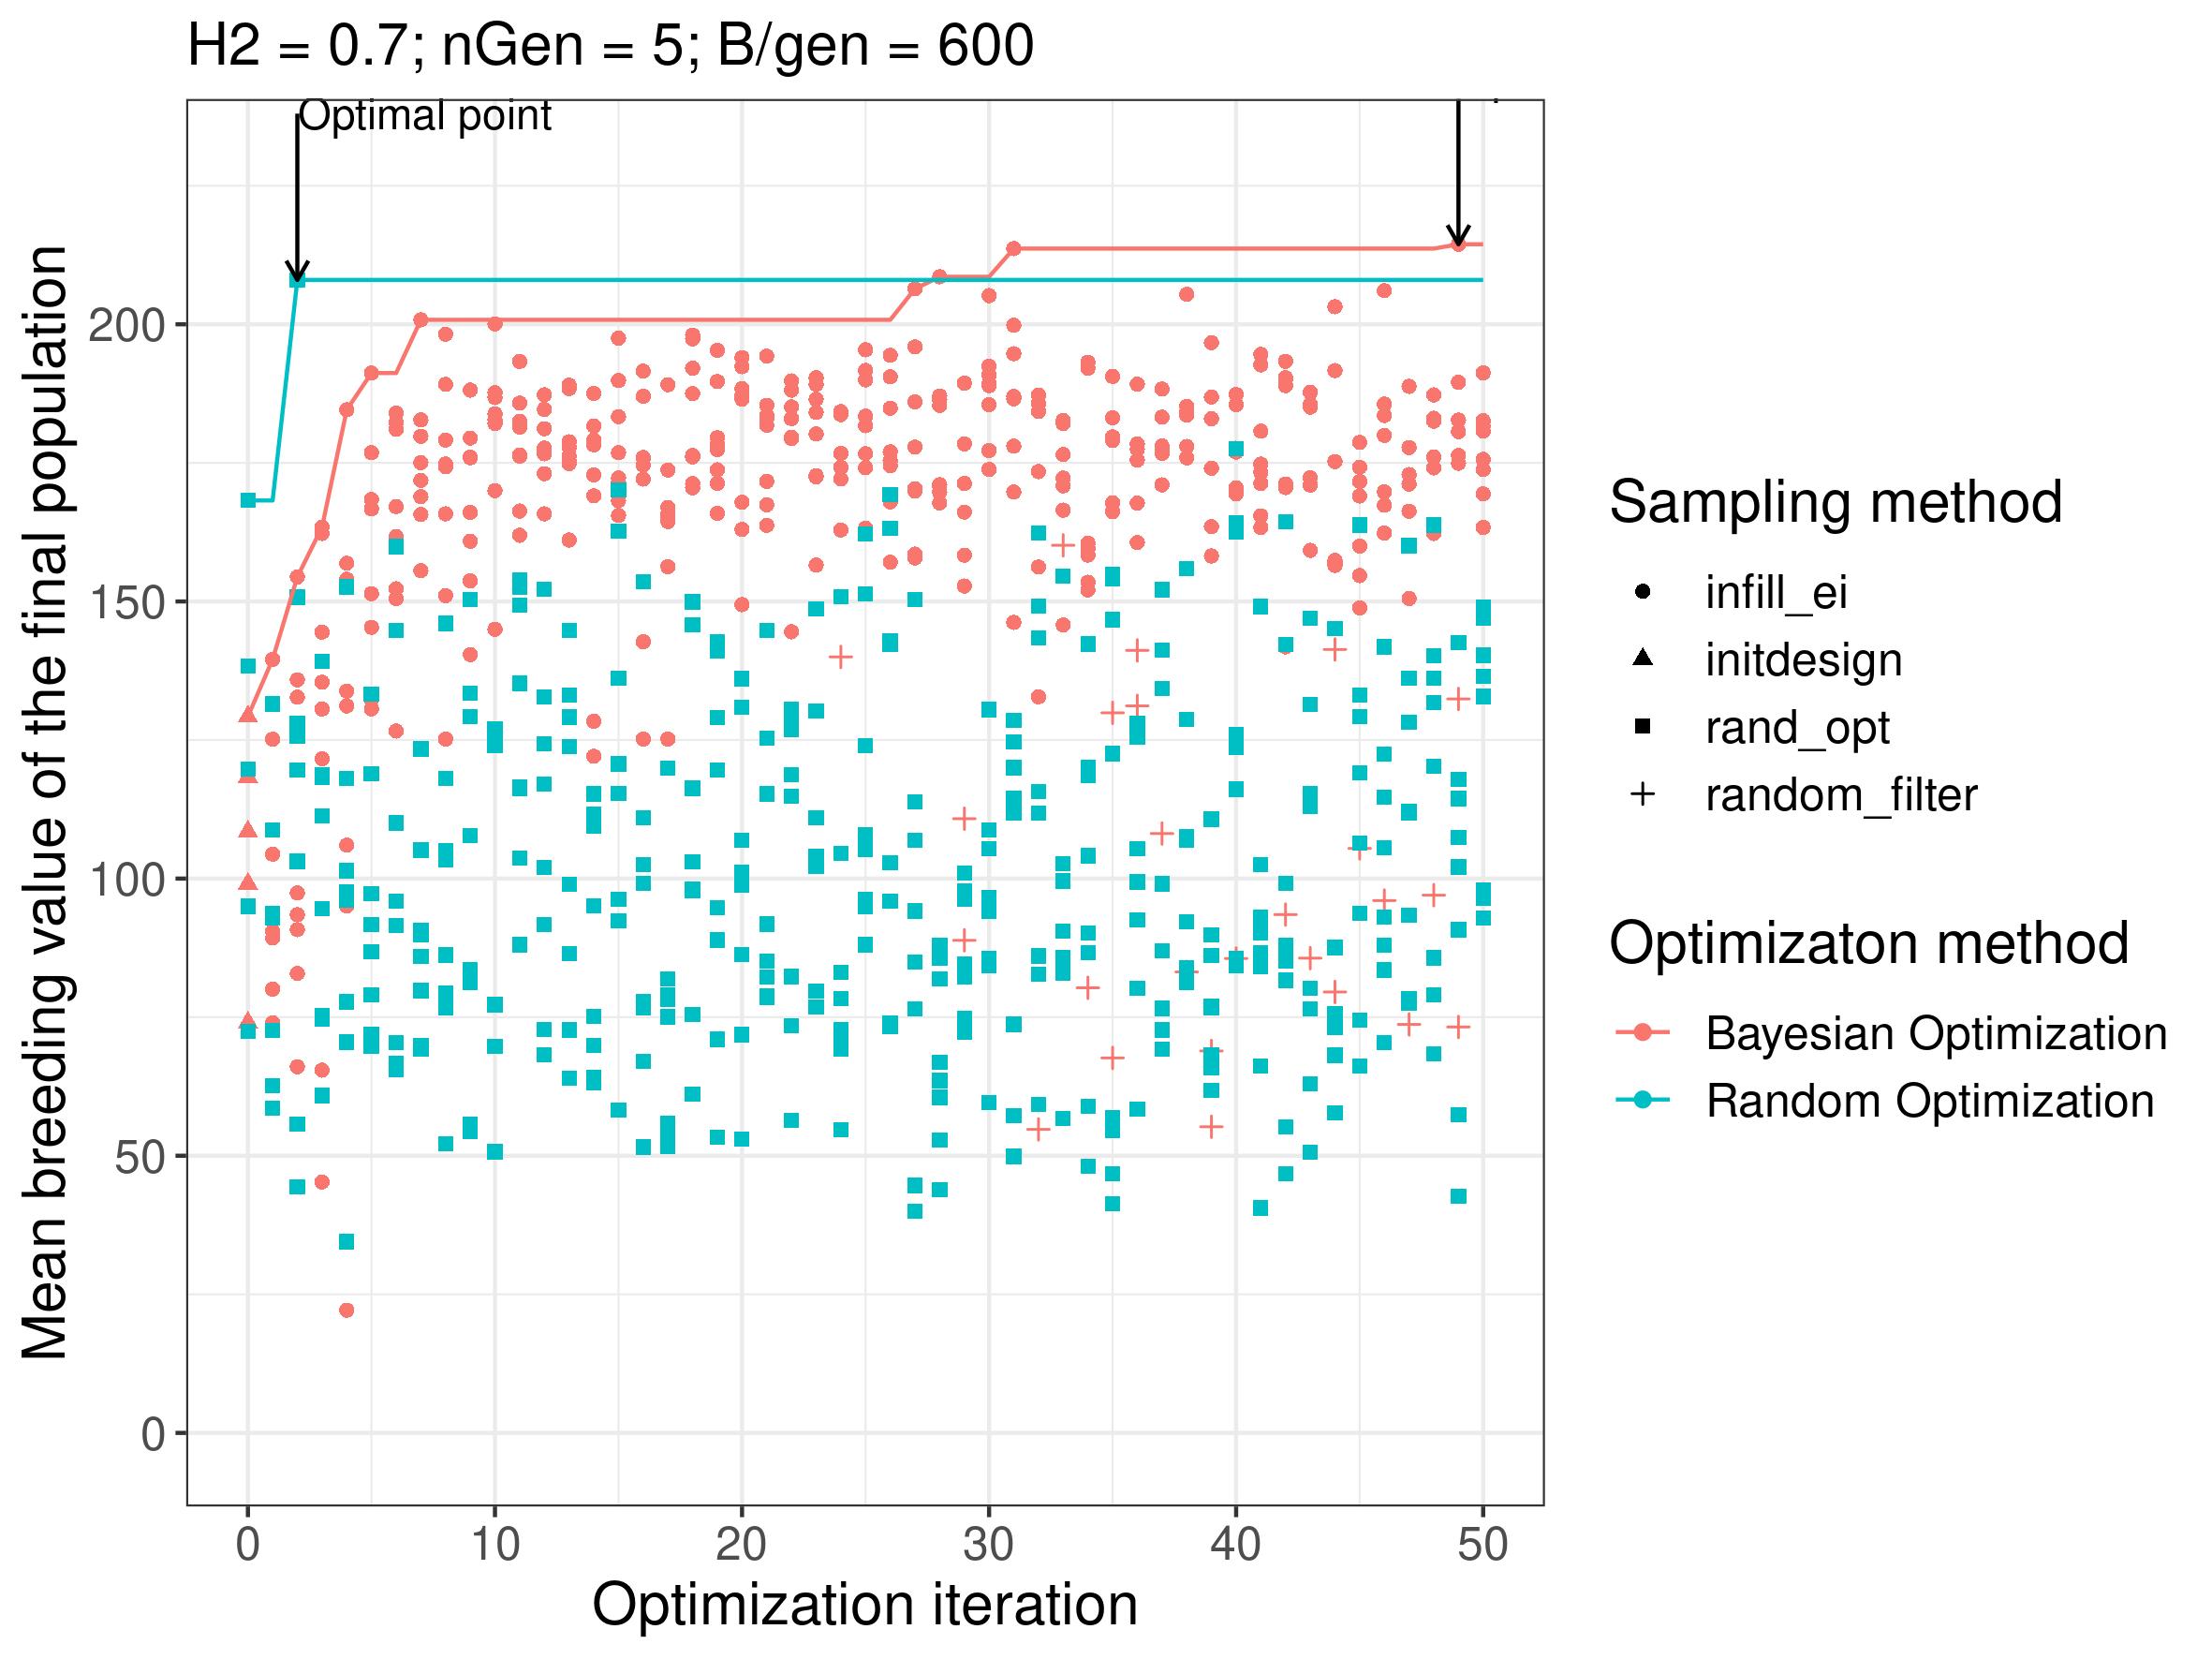 H2 = 0.7; nGen = 5; B/gen = 600
Optimal point
Mean breeding value of the final population
200
150
100
50
0
0 10 20 30 40 50
Optimization iteration
Sampling method
infill_ei
initdesign
rand_opt
random_filter
Optimizaton method
Bayesian Optimization
Random Optimization